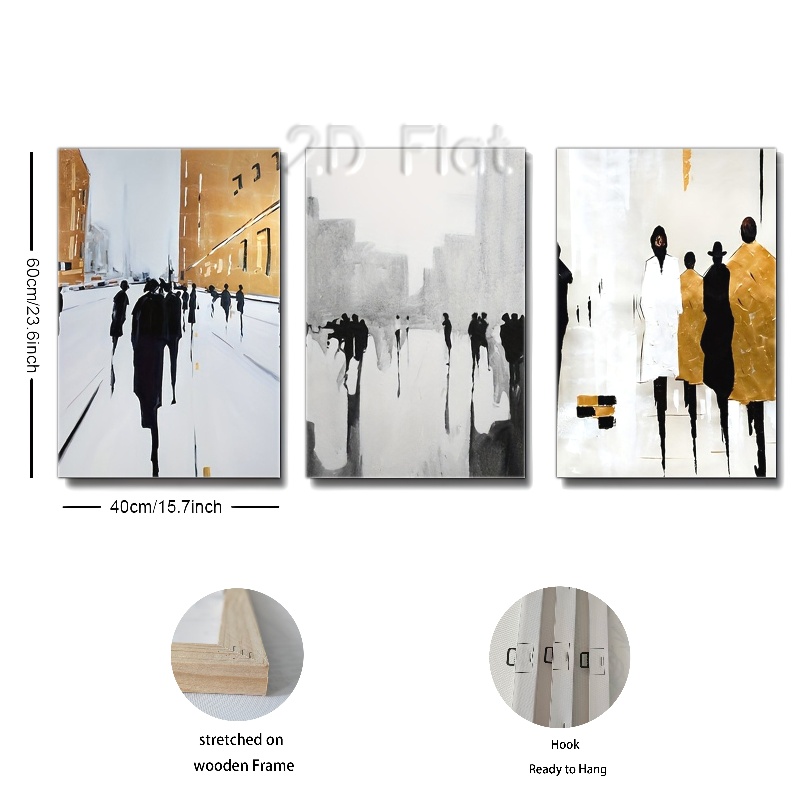 2D Flat
60cm/23.6inch
40cm/15.7inch
stretched on
wooden Frame
Hook
Ready to Hang